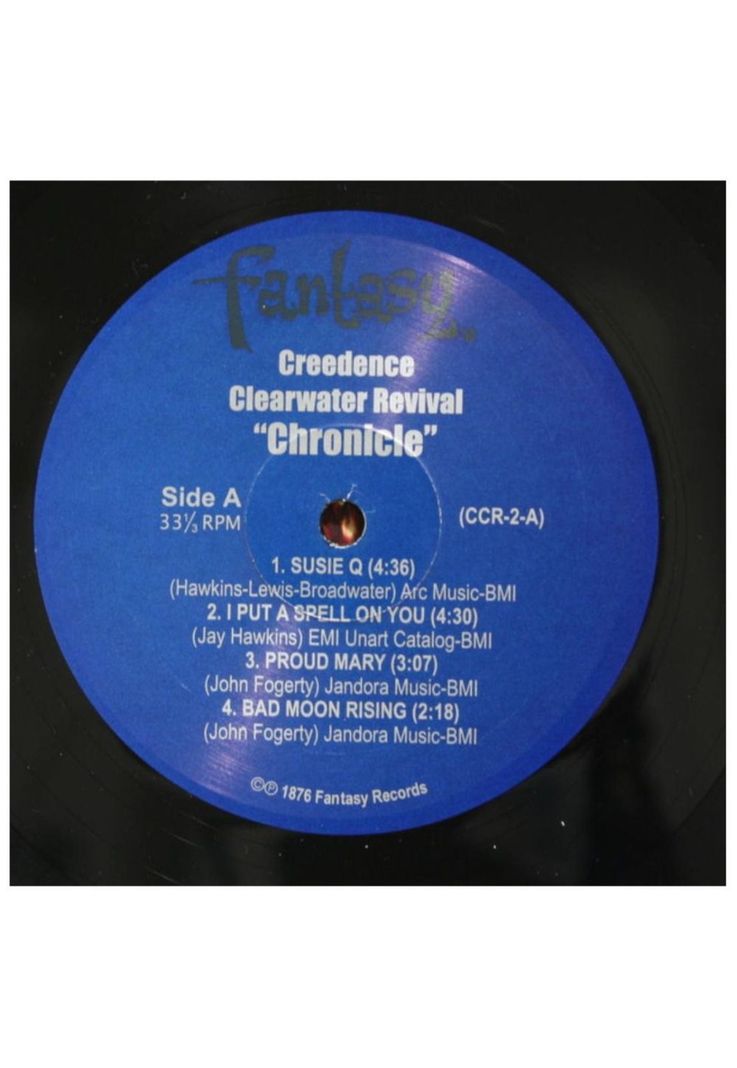 fantasy
Creedence
Clearwater Revival
“Chronicle”
Side A
33⅓ RPM
(CCR-2-A)
1. SUSIE Q (4:36)
(Hawkins-Lewis-Broadwater) Arc Music-BMI
2. I PUT A SPELL ON YOU (4:30)
(Jay Hawkins) EMI Unart Catalog-BMI
3. PROUD MARY (3:07)
(John Fogerty) Jandora Music-BMI
4. BAD MOON RISING (2:18)
(John Fogerty) Jandora Music-BMI
©℗ 1876 Fantasy Records